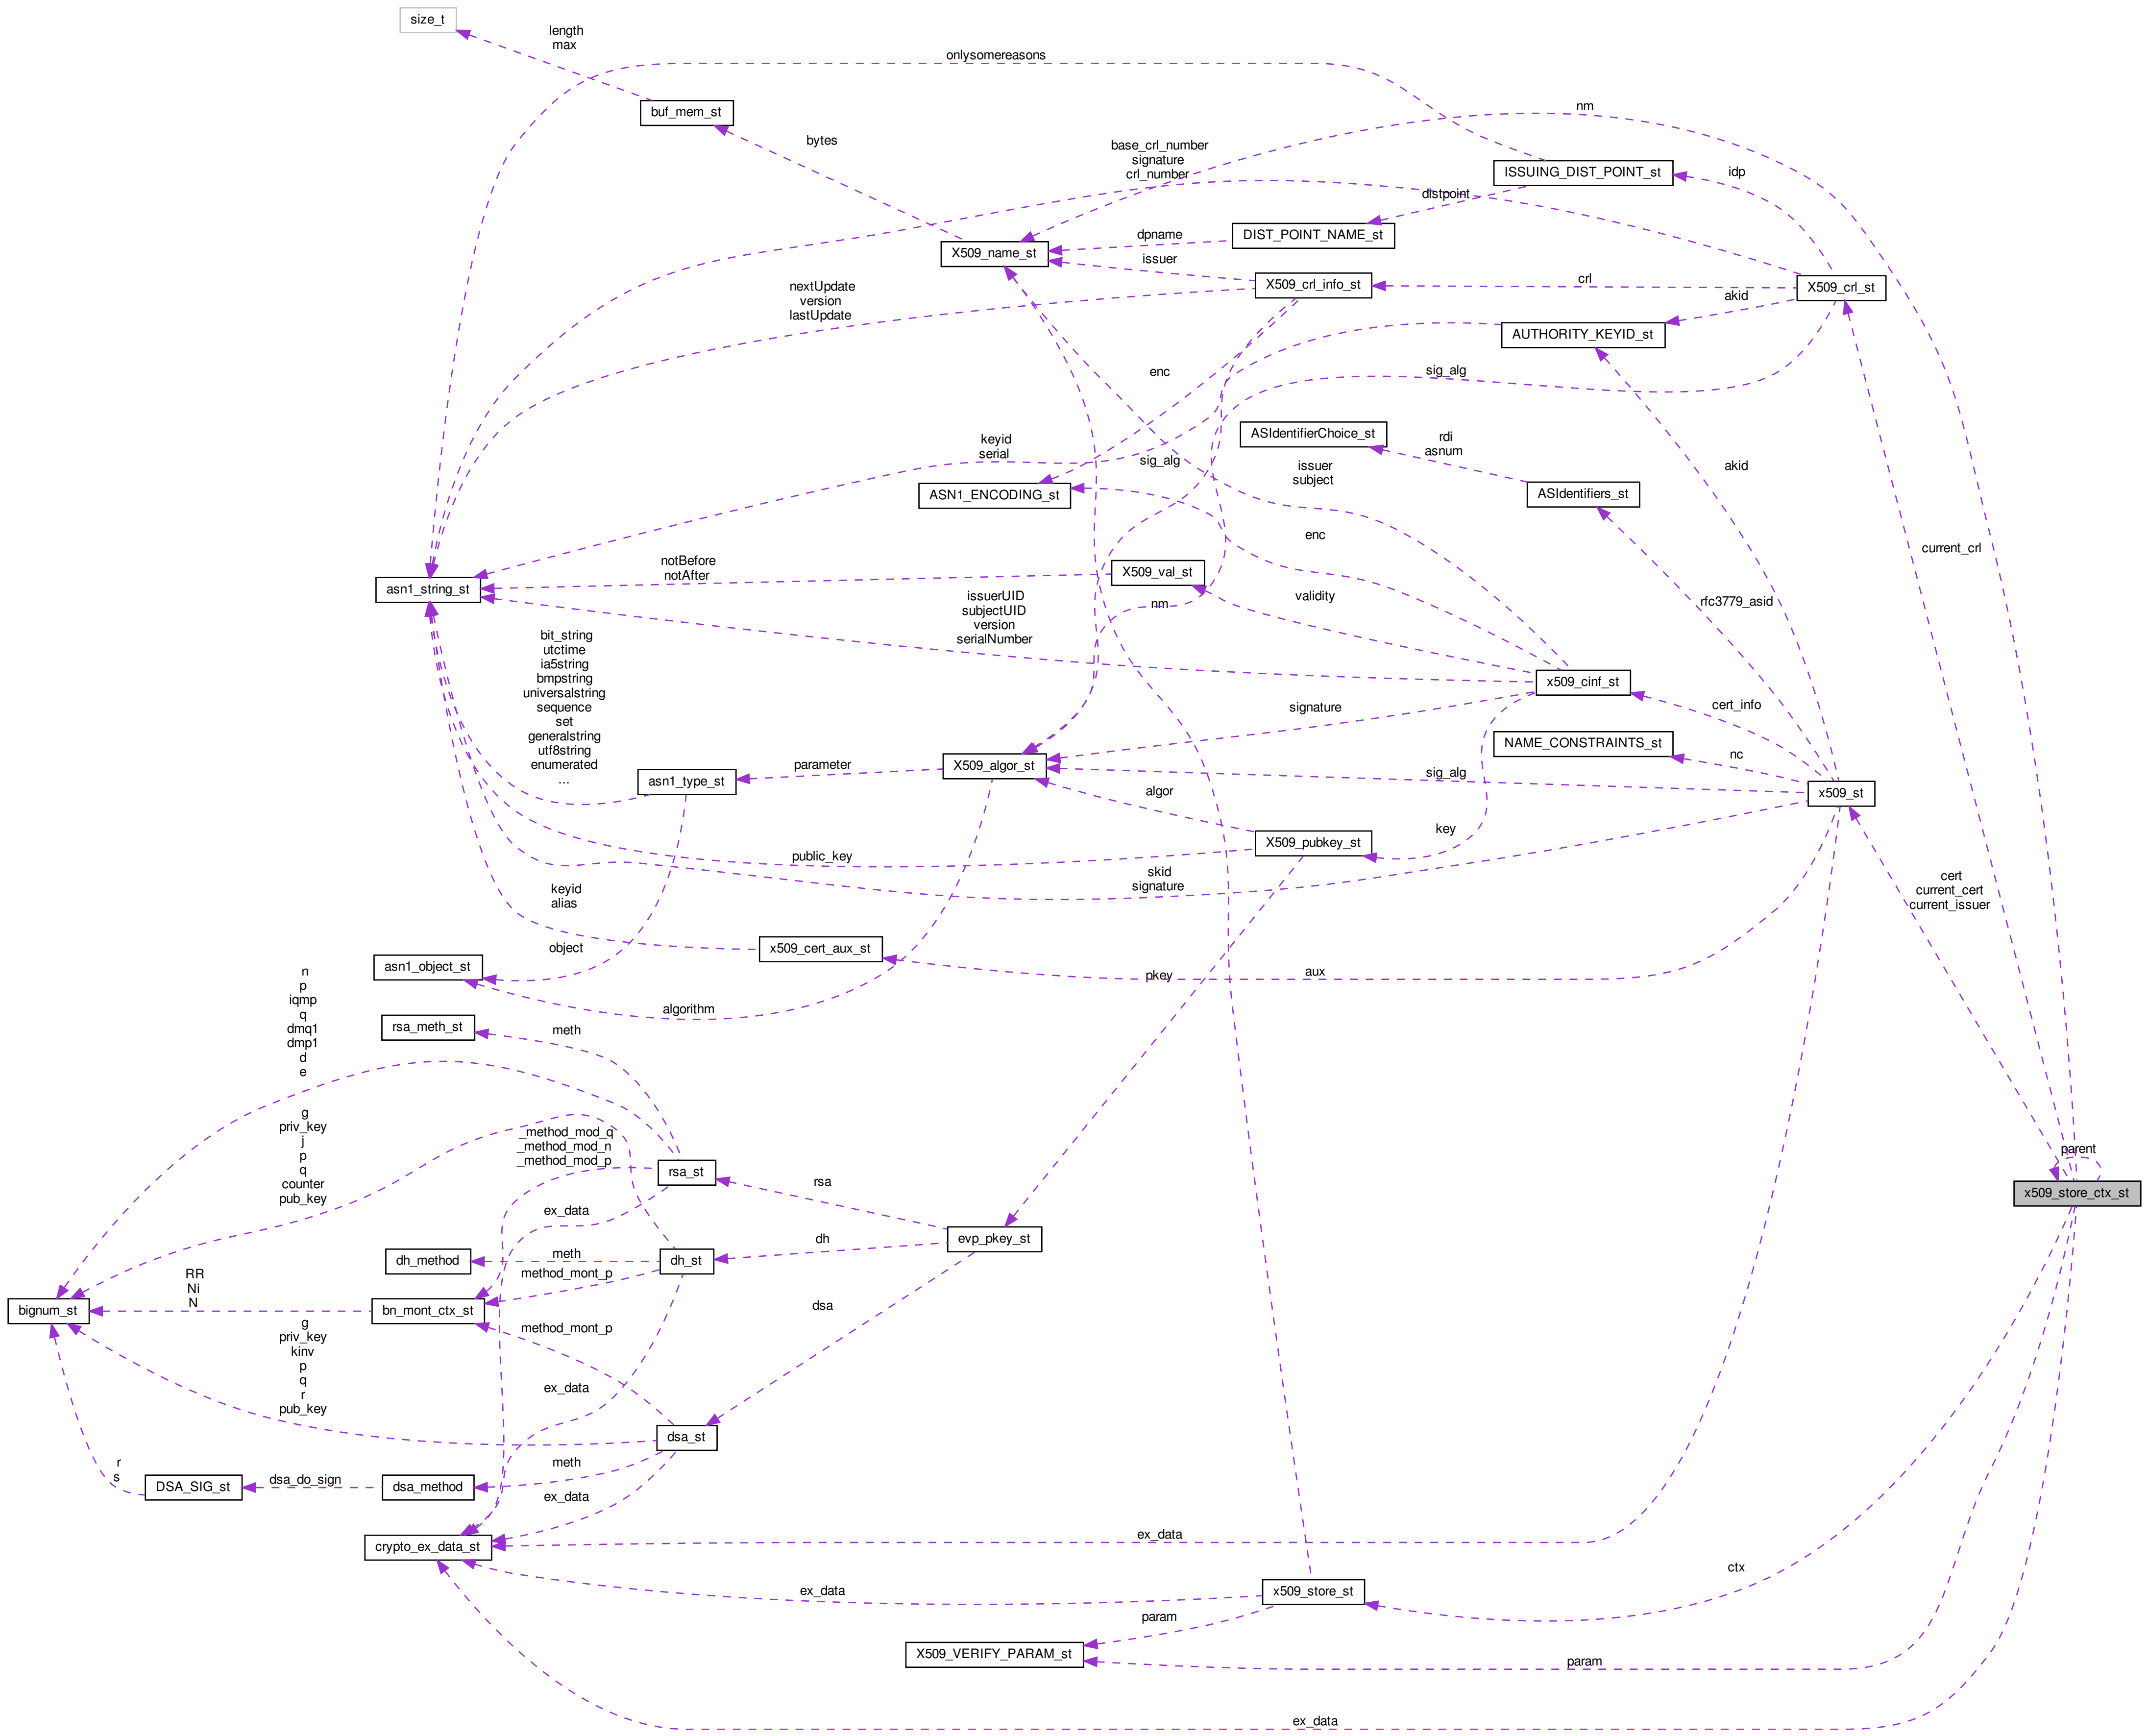 size_t
length
max
onlysomereasons
buf_mem_st
nm
bytes
base_crl_number
signature
crl_number
ISSUING_DIST_POINT_st
idp
distpoint
DIST_POINT_NAME_st
dpname
X509_name_st
issuer
X509_crl_info_st
crl
X509_crl_st
nextUpdate
version
lastUpdate
akid
AUTHORITY_KEYID_st
enc
sig_alg
ASIdentifierChoice_st
rdi
asnum
keyid
serial
sig_alg
issuer
subject
akid
ASN1_ENCODING_st
ASIdentifiers_st
enc
current_crl
notBefore
notAfter
X509_val_st
asn1_string_st
issuerUID
subjectUID
version
serialNumber
nm
validity
rfc3779_asid
bit_string
utctime
ia5string
bmpstring
universalstring
sequence
set
generalstring
utf8string
enumerated
...
x509_cinf_st
signature
cert_info
NAME_CONSTRAINTS_st
nc
X509_algor_st
parameter
asn1_type_st
sig_alg
x509_st
algor
X509_pubkey_st
key
public_key
skid
signature
cert
current_cert
current_issuer
keyid
alias
object
x509_cert_aux_st
asn1_object_st
pkey
aux
n
p
iqmp
q
dmq1
dmp1
d
e
algorithm
rsa_meth_st
meth
g
priv_key
j
p
q
counter
pub_key
_method_mod_q
_method_mod_n
_method_mod_p
parent
rsa_st
rsa
x509_store_ctx_st
ex_data
evp_pkey_st
dh
dh_method
meth
dh_st
method_mont_p
RR
Ni
N
bignum_st
bn_mont_ctx_st
dsa
method_mont_p
g
priv_key
kinv
p
q
r
pub_key
ex_data
dsa_st
meth
r
s
DSA_SIG_st
dsa_do_sign
dsa_method
ex_data
crypto_ex_data_st
ex_data
ctx
ex_data
x509_store_st
param
X509_VERIFY_PARAM_st
param
ex_data